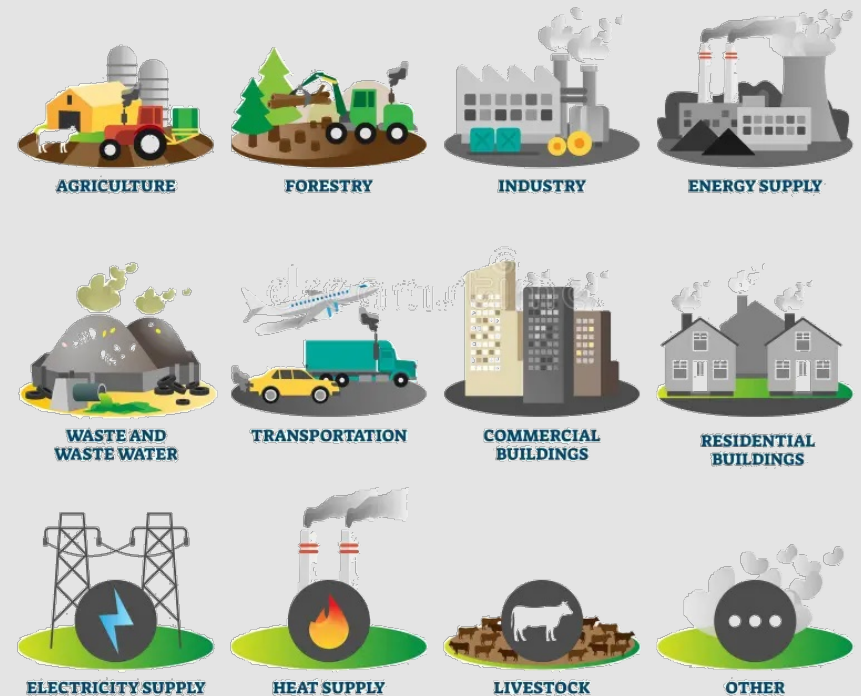 AGRICULTURE
FORESTRY
INDUSTRY
ENERGY SUPPLY
WASTE AND
WASTE WATER
TRANSPORTATION
COMMERCIAL
BUILDINGS
RESIDENTIAL
BUILDINGS
ELECTRICITY SUPPLY
HEAT SUPPLY
LIVESTOCK
OTHER